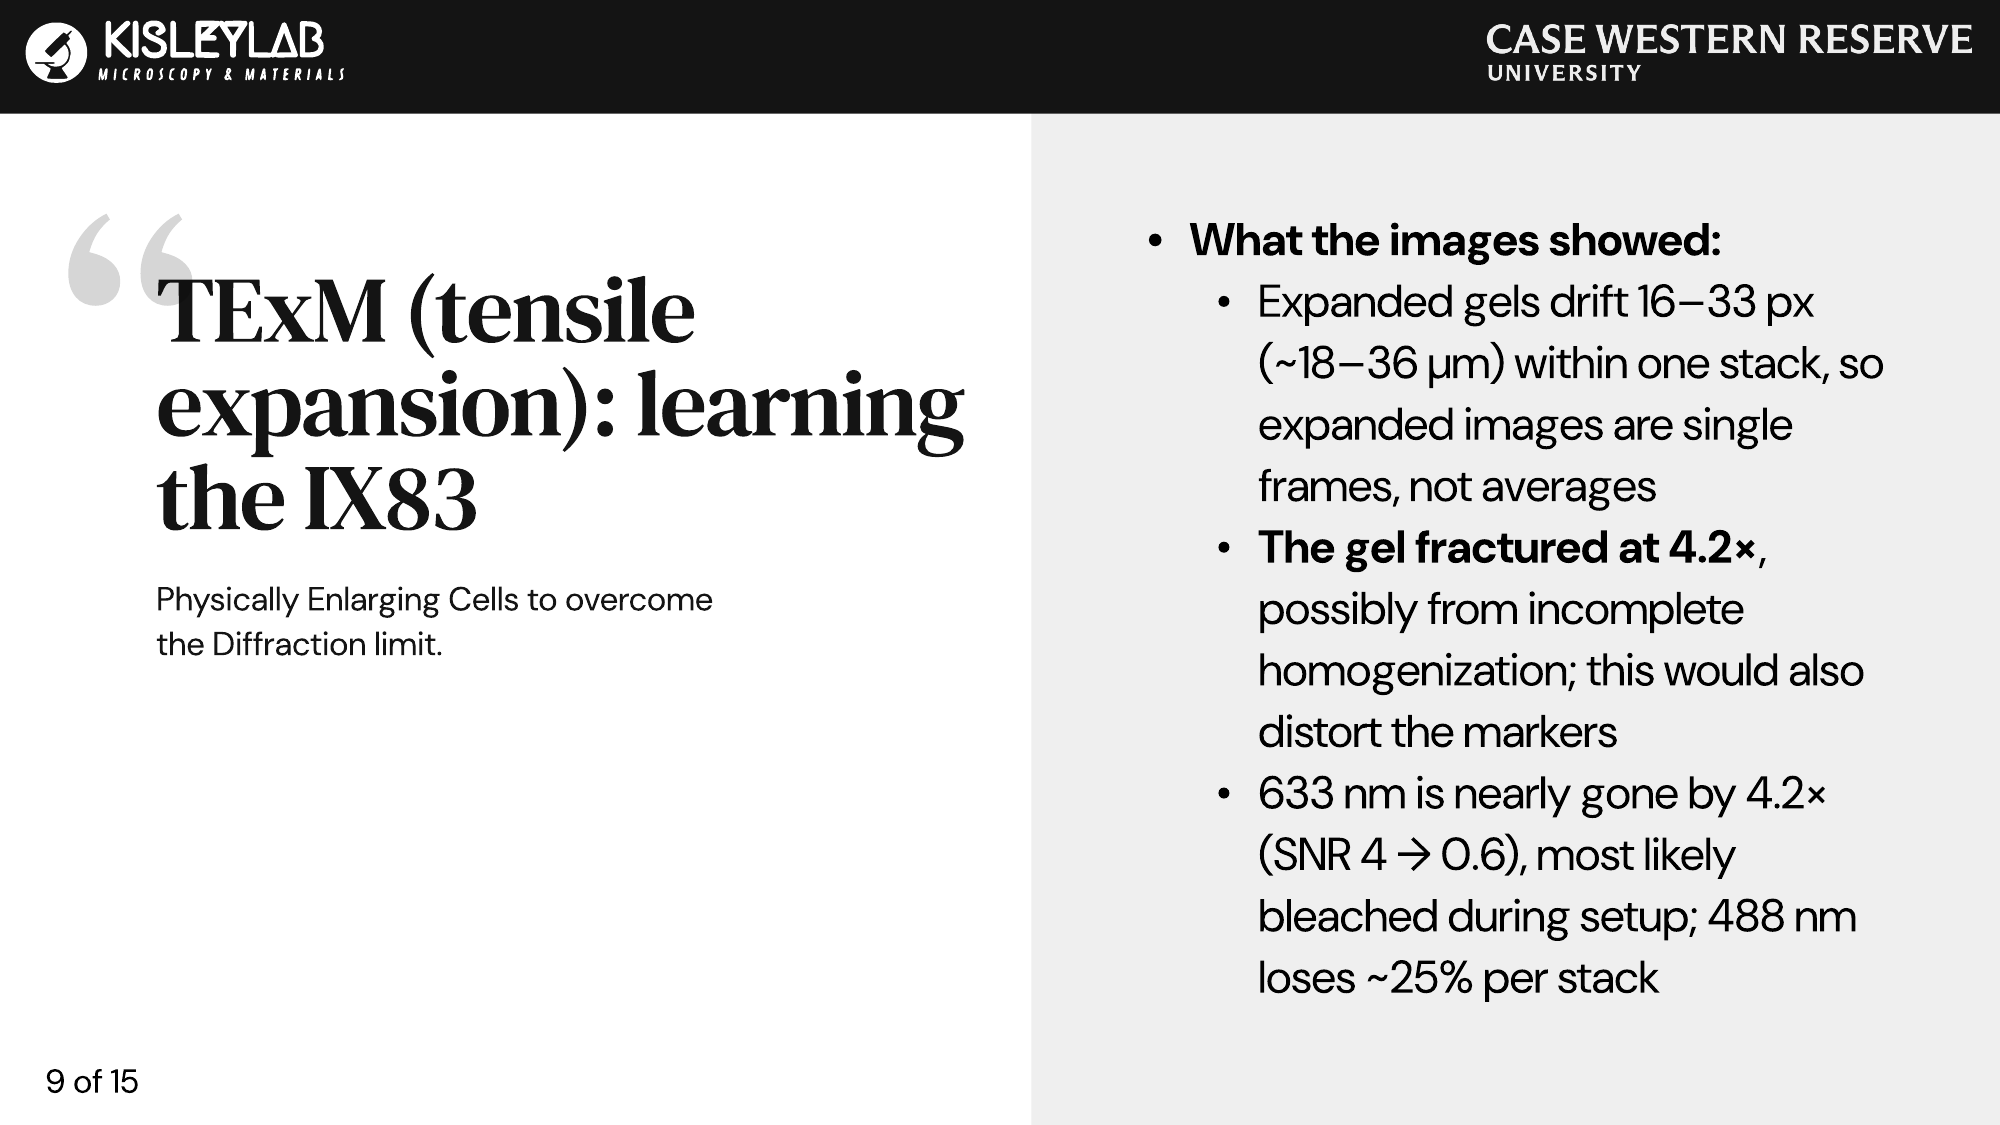 KISLEYLAB
MICROSCOPY & MATERIALS
CASE WESTERN RESERVE
UNIVERSITY
“
TExM (tensile
expansion): learning
the IX83
Physically Enlarging Cells to overcome
the Diffraction limit.
• What the images showed:
• Expanded gels drift 16–33 px
(~18–36 μm) within one stack, so
expanded images are single
frames, not averages
• The gel fractured at 4.2×,
possibly from incomplete
homogenization; this would also
distort the markers
• 633 nm is nearly gone by 4.2×
(SNR 4 → 0.6), most likely
bleached during setup; 488 nm
loses ~25% per stack
9 of 15